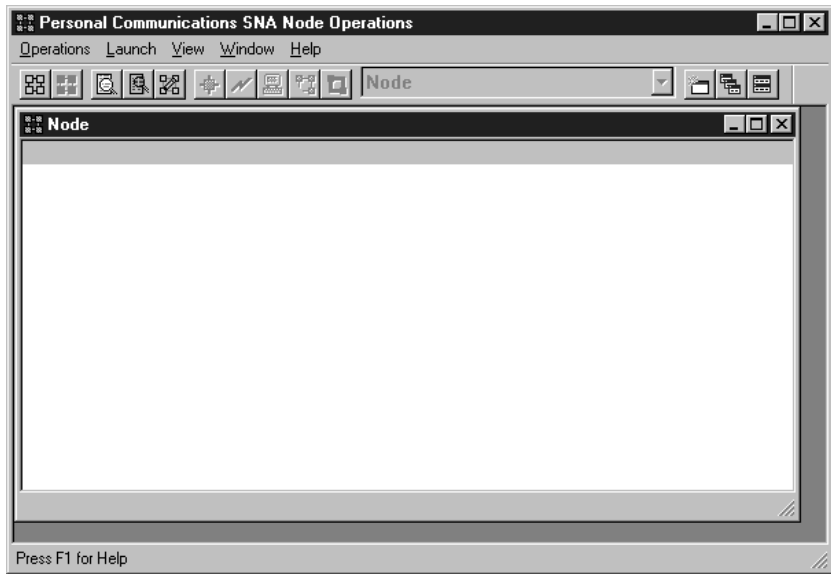 Personal Communications SNA Node Operations
Operations Launch View Window Help
Node
Node
Press F1 for Help